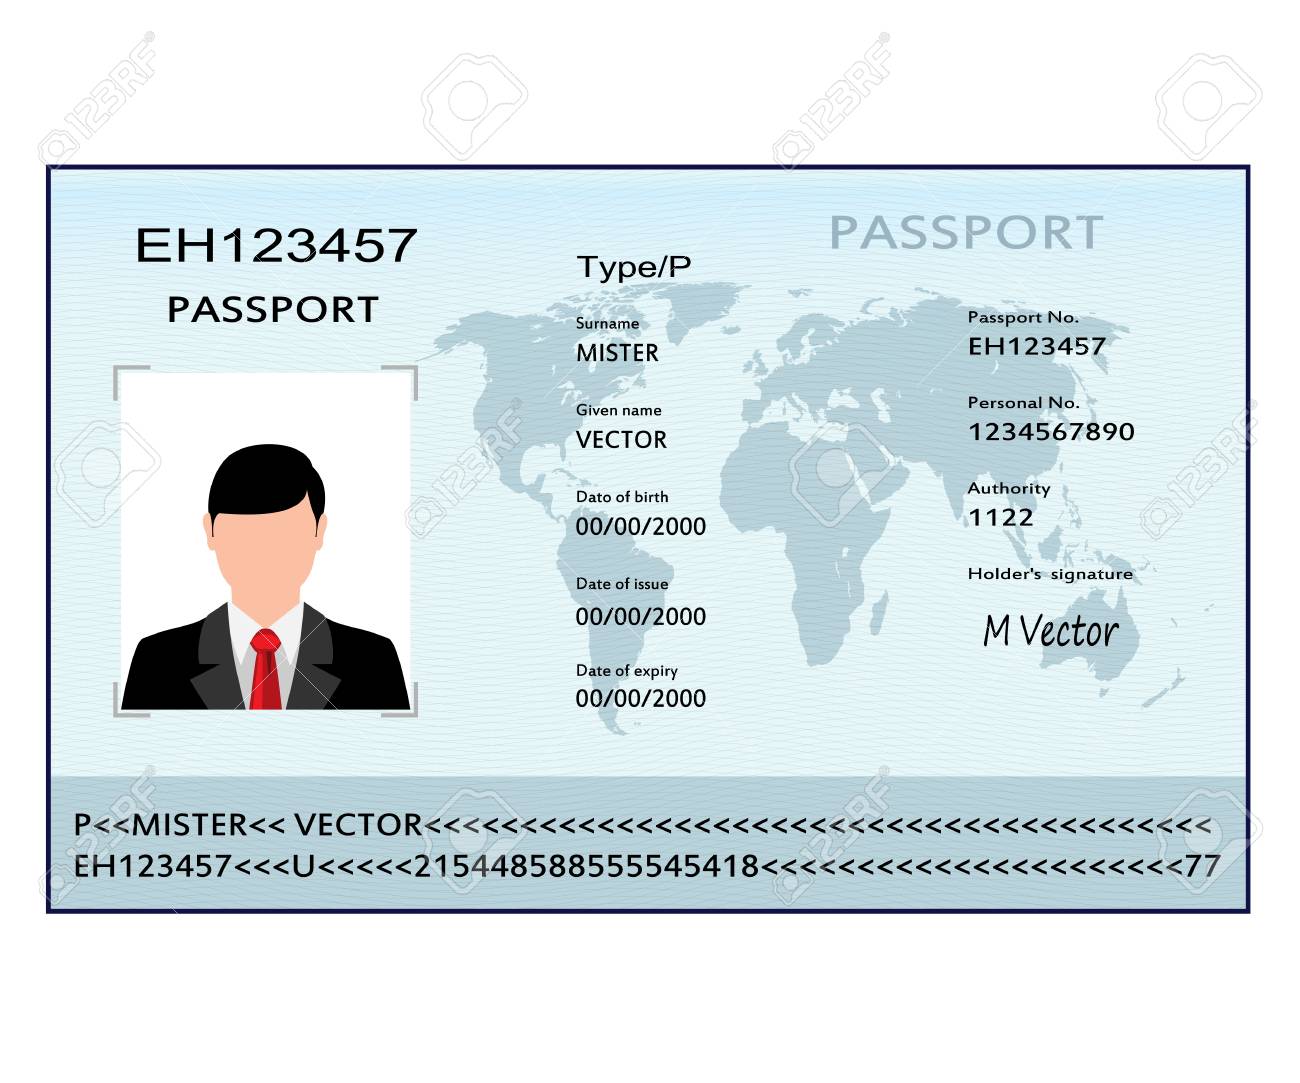 EH123457
PASSPORT
PASSPORT
Type/P
Surname
MISTER
Given name
VECTOR
Dato of birth
00/00/2000
Date of issue
00/00/2000
Date of expiry
00/00/2000
Passport No.
EH123457
Personal No.
1234567890
Authority
1122
Holder's signature
M Vector
P<<MISTER<< VECTOR<<<<<<<<<<<<<<<<<<<<<<<<<<<<<<<<<<<<<<<<<
EH123457<<<U<<<<<215448588555545418<<<<<<<<<<<<<<<<<<<<<<77
123RF
123RF
123RF
123RF
123RF
123RF
123RF